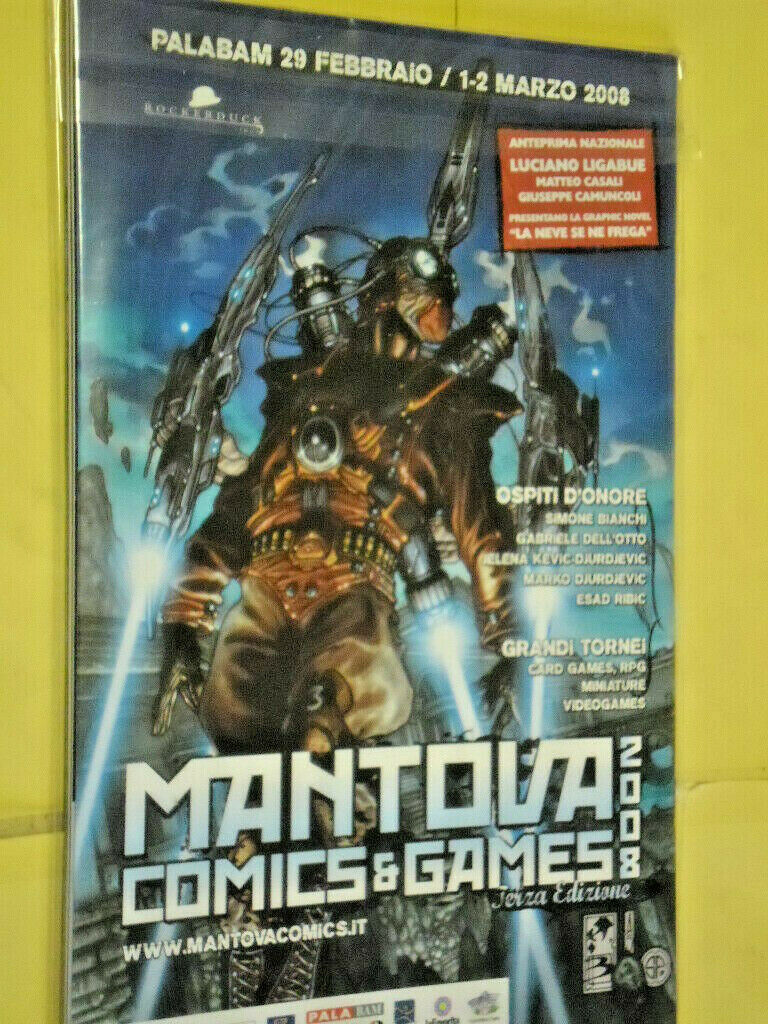 PALABAM 29 FEBBRAIO / 1-2 MARZO 2008
ROCKERDUCK
ANTEPRIMA NAZIONALE
LUCIANO LIGABUE
MATTEO CASALI
GIUSEPPE CAMUNCOLI
PRESENTANO LA GRAPHIC NOVEL
"LA NEVE SE NE FREGA"
OSPITI D'ONORE
SIMONE BIANCHI
GABRIELE DELL'OTTO
JELENA KEVIC-DJURDJEVIC
MARKO DJURDJEVIC
ESAD RIBIC
GRANDI TORNEI
CARD GAMES, RPG
MINIATURE
VIDEOGAMES
3
MANTOVA
2008
COMICS & GAMES
Terza Edizione
WWW.MANTOVACOMICS.IT
PALABAM